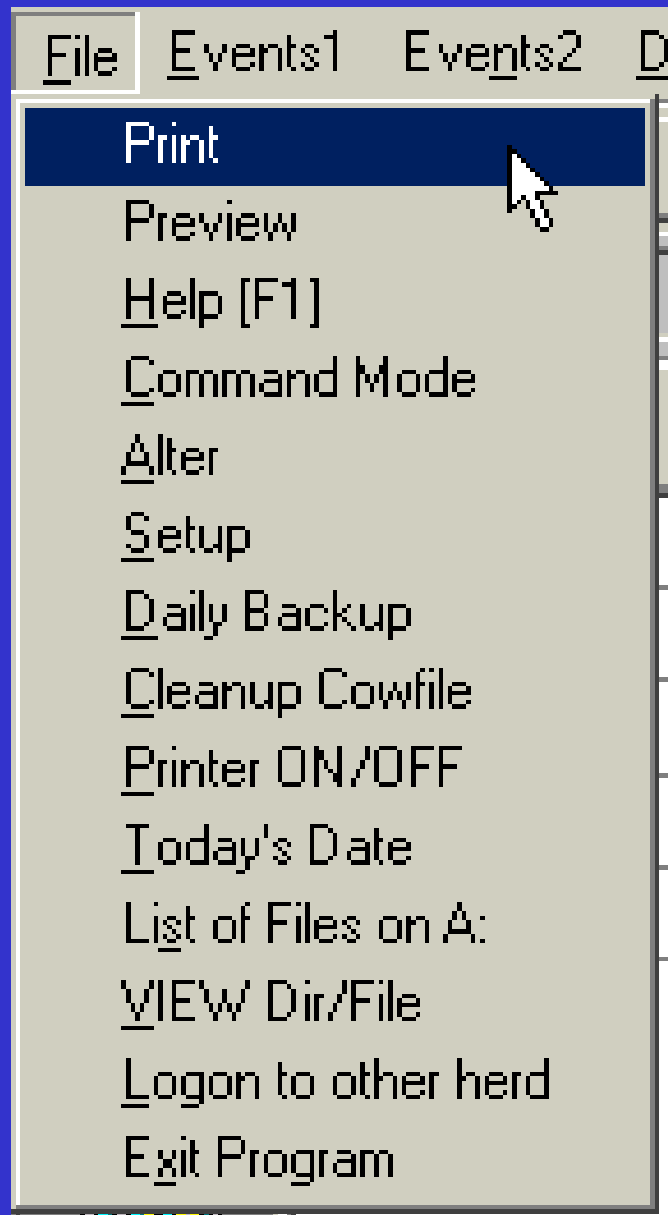 File Events1 Events2 D
Print
Preview
Help [F1]
Command Mode
Alter
Setup
Daily Backup
Cleanup Cowfile
Printer ON/OFF
Today's Date
List of Files on A:
VIEW Dir/File
Logon to other herd
Exit Program